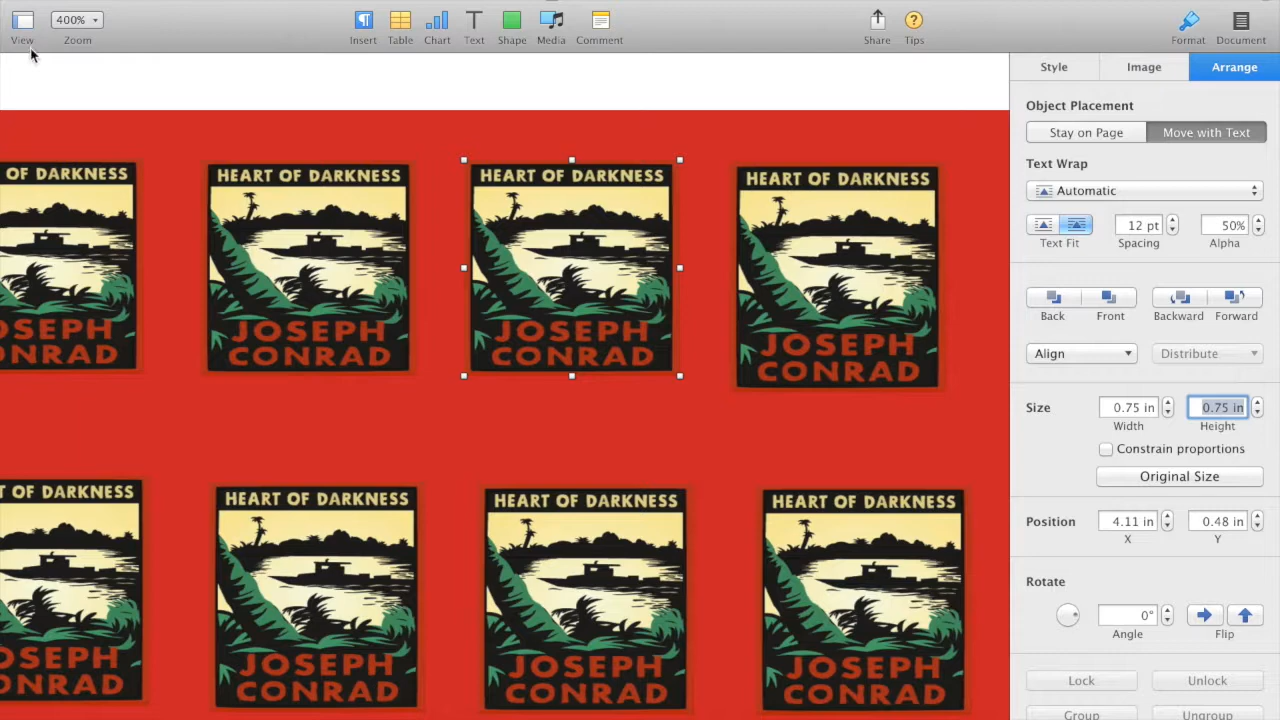 400%
View
Zoom
Insert
Table
Chart
Text
Shape
Media
Comment
Share
Tips
Format
Document
Style
Image
Arrange
Object Placement
Stay on Page
Move with Text
Text Wrap
Automatic
12 pt
50%
Text Fit
Spacing
Alpha
Back
Front
Backward
Forward
Align
Distribute
Size
0.75 in
0.75 in
Width
Height
Constrain proportions
Original Size
Position
4.11 in
0.48 in
X
Y
Rotate
0°
Angle
Flip
Lock
Unlock
Group
Ungroup
OF DARKNESS
JOSEPH
CONRAD
HEART OF DARKNESS
JOSEPH
CONRAD
HEART OF DARKNESS
JOSEPH
CONRAD
HEART OF DARKNESS
JOSEPH
CONRAD
OF DARKNESS
JOSEPH
CONRAD
HEART OF DARKNESS
JOSEPH
CONRAD
HEART OF DARKNESS
JOSEPH
CONRAD
HEART OF DARKNESS
JOSEPH
CONRAD